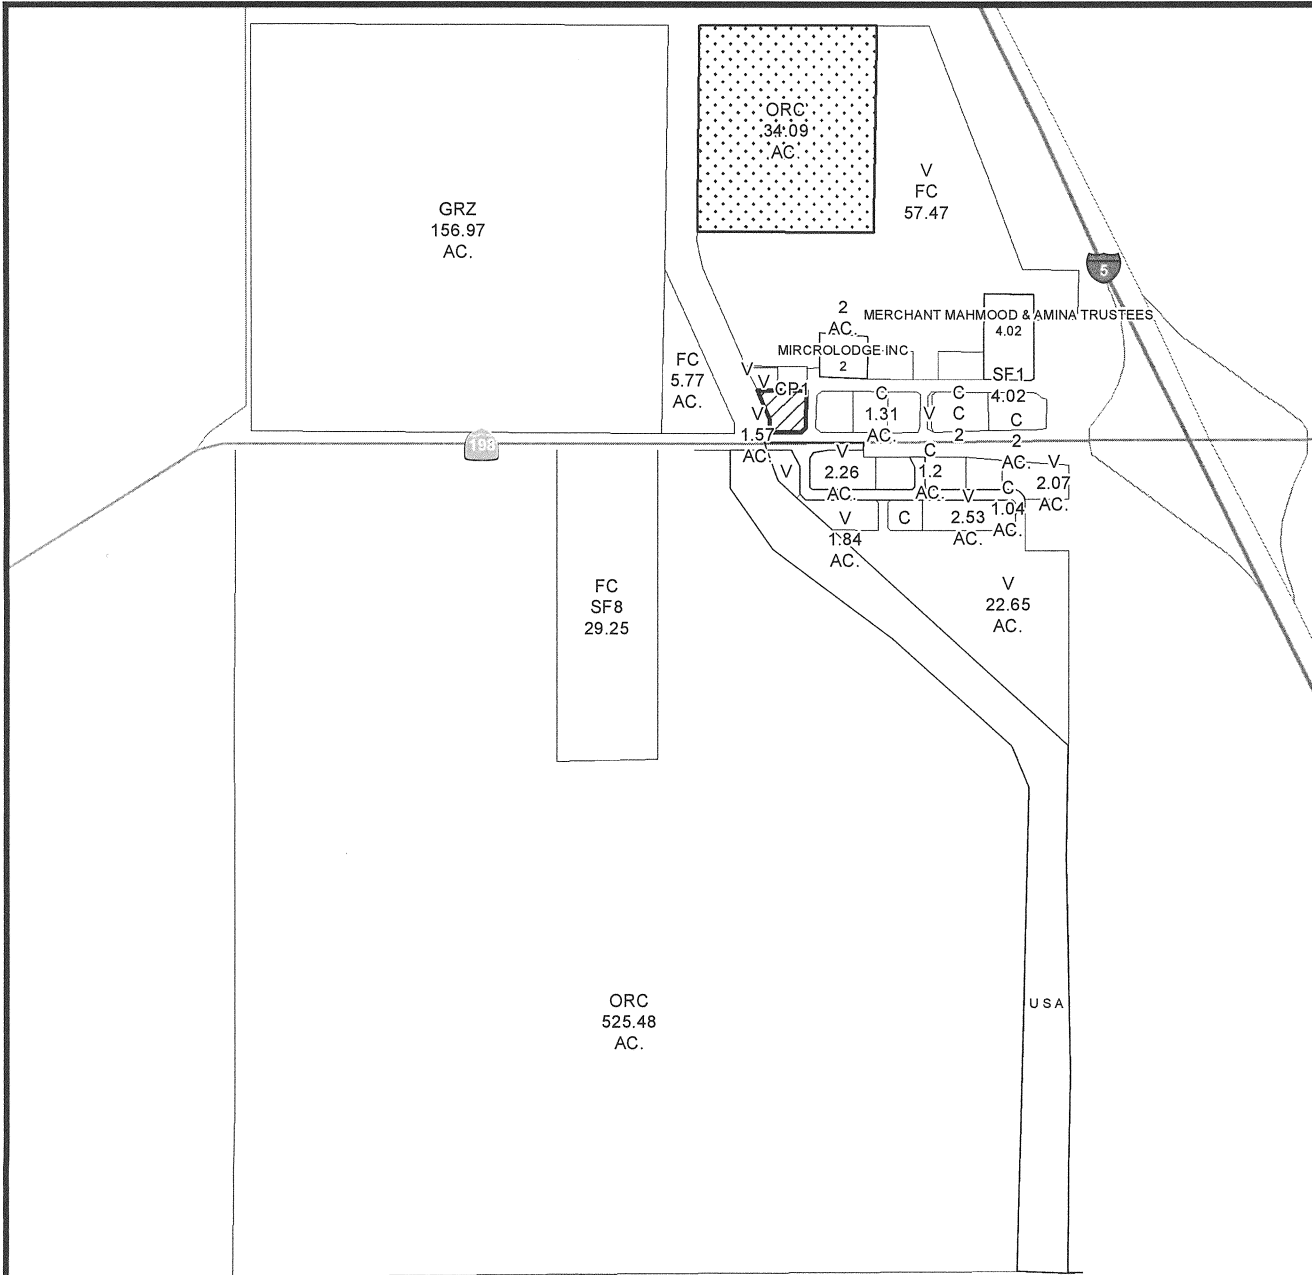 ORC
34.09
AC.
V
FC
57.47
GRZ
156.97
AC.
5
2
AC.
MERCHANT MAHMOOD & AMINA TRUSTEES
4.02
MIRCROLODGE INC
2
FC
5.77
AC.
V
V
CP1
SF1
4.02
V
1.57
AC.
C
1.31
AC.
V
C
C
2
C
2
AC.
198
V
V
2.26
AC.
C
1.2
AC.
V
2.07
AC.
C
1.04
AC.
V
1.84
AC.
C
V
2.53
AC.
FC
SF8
29.25
V
22.65
AC.
ORC
525.48
AC.
USA